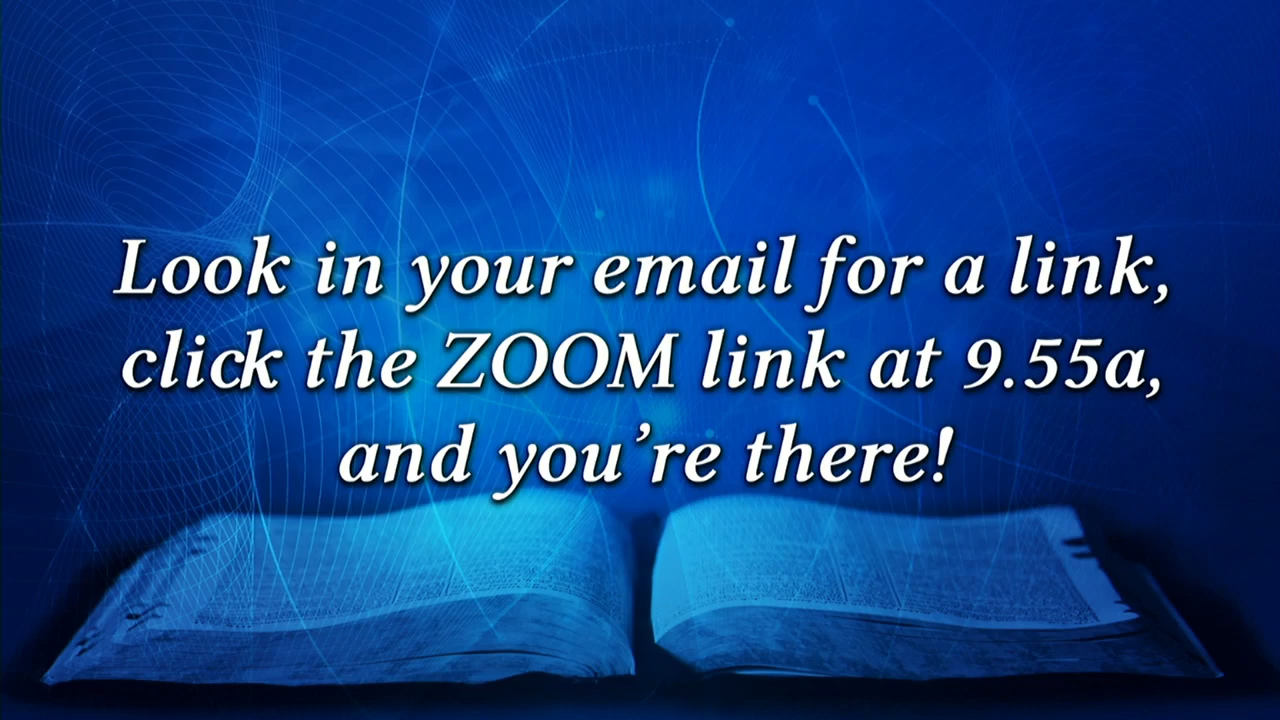 Look in your email for a link,
click the ZOOM link at 9.55a,
and you’re there!